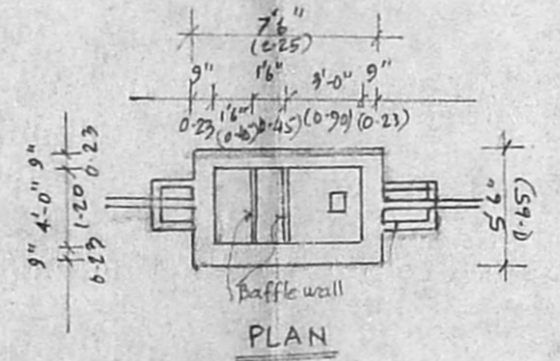 7'6"
(2.25)
9" 1'6" 1'6" 3'-0" 9"
0.23 (0.45) (0.45) (0.90) (0.23)
9" 4'-0" 9"
0.23 1.20 0.23
5'6"
(1.65)
Baffle wall
PLAN